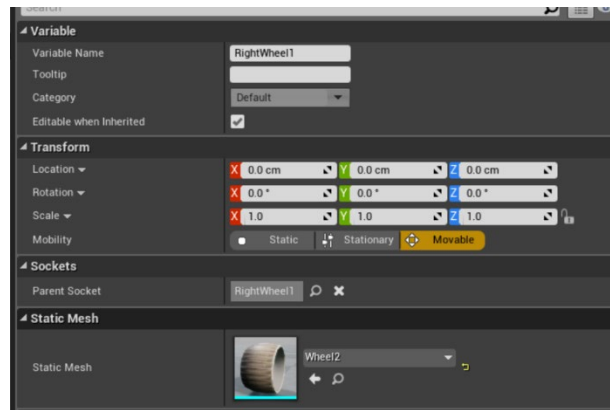 Search
Variable
Variable Name RightWheel1
Tooltip
Category Default
Editable when Inherited
Transform
Location X 0.0 cm Y 0.0 cm Z 0.0 cm
Rotation X 0.0 ° Y 0.0 ° Z 0.0 °
Scale X 1.0 Y 1.0 Z 1.0
Mobility Static Stationary Movable
Sockets
Parent Socket RightWheel1
Static Mesh
Static Mesh Wheel2